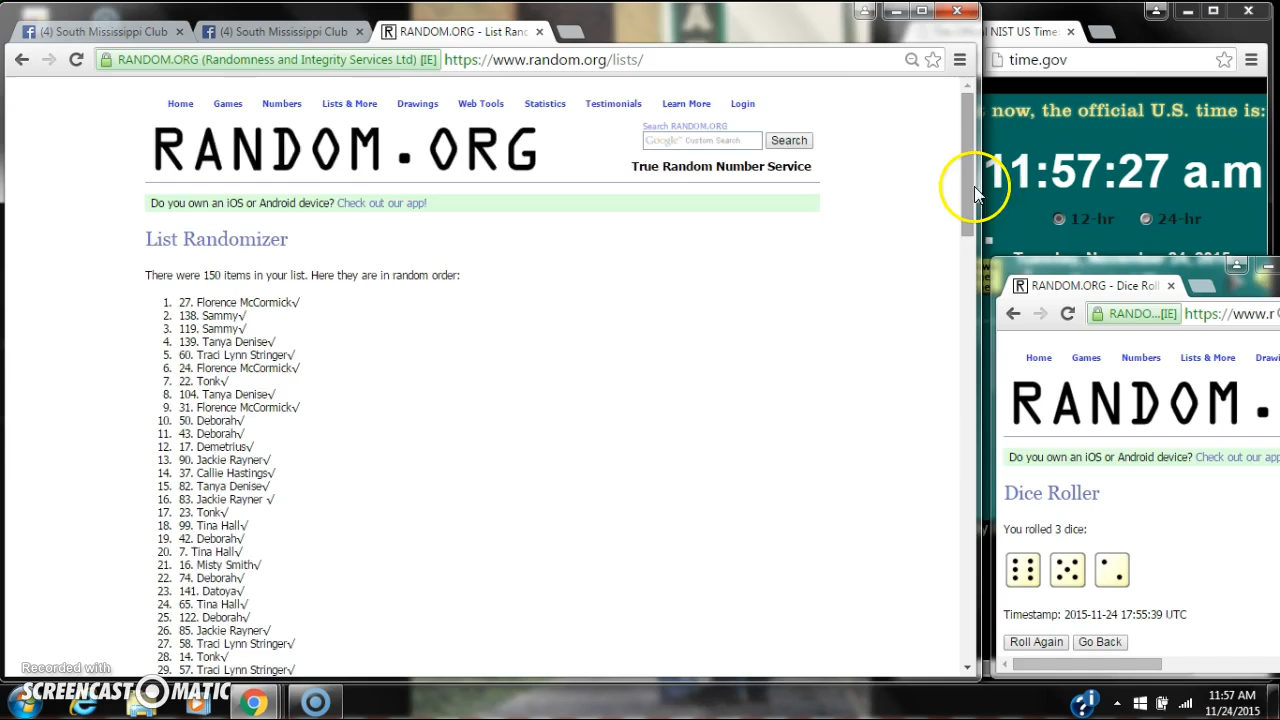 (4) South Mississippi Club
(4) South Mississippi Club
RANDOM.ORG - List Ran
RANDOM.ORG (Randomness and Integrity Services Ltd) [IE]
https://www.random.org/lists/
Home Games Numbers Lists & More Drawings Web Tools Statistics Testimonials Learn More Login
RANDOM.ORG
Search RANDOM.ORG
Google Custom Search
Search
True Random Number Service
Do you own an iOS or Android device? Check out our app!
List Randomizer
There were 150 items in your list. Here they are in random order:
1. 27. Florence McCormick√
2. 138. Sammy√
3. 119. Sammy√
4. 139. Tanya Denise√
5. 60. Traci Lynn Stringer√
6. 24. Florence McCormick√
7. 22. Tonk√
8. 104. Tanya Denise√
9. 31. Florence McCormick√
10. 50. Deborah√
11. 43. Deborah√
12. 17. Demetrius√
13. 90. Jackie Rayner√
14. 37. Callie Hastings√
15. 82. Tanya Denise√
16. 83. Jackie Rayner √
17. 23. Tonk√
18. 99. Tina Hall√
19. 42. Deborah√
20. 7. Tina Hall√
21. 16. Misty Smith√
22. 74. Deborah√
23. 141. Datoya√
24. 65. Tina Hall√
25. 122. Deborah√
26. 85. Jackie Rayner√
27. 58. Traci Lynn Stringer√
28. 14. Tonk√
29. 57. Traci Lynn Stringer√
NIST US Time
time.gov
now, the official U.S. time is:
11:57:27 a.m
12-hr 24-hr
Tuesday, November 24, 2015
RANDOM.ORG - Dice Roll
RANDO...[IE]
https://www.r
Home Games Numbers Lists & More Drawi
RANDOM.
Do you own an iOS or Android device? Check out our app
Dice Roller
You rolled 3 dice:
Timestamp: 2015-11-24 17:55:39 UTC
Roll Again
Go Back
Recorded with
SCREENCAST-O-MATIC
11:57 AM
11/24/2015